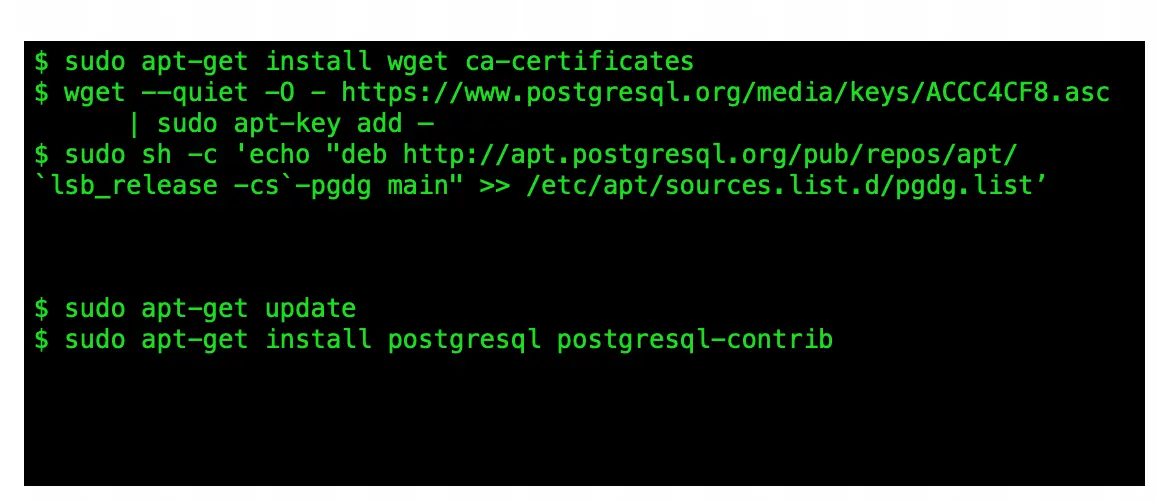 $ sudo apt-get install wget ca-certificates
$ wget --quiet -O - https://www.postgresql.org/media/keys/ACCC4CF8.asc
| sudo apt-key add –
$ sudo sh -c 'echo "deb http://apt.postgresql.org/pub/repos/apt/
`lsb_release -cs`-pgdg main" >> /etc/apt/sources.list.d/pgdg.list’
$ sudo apt-get update
$ sudo apt-get install postgresql postgresql-contrib